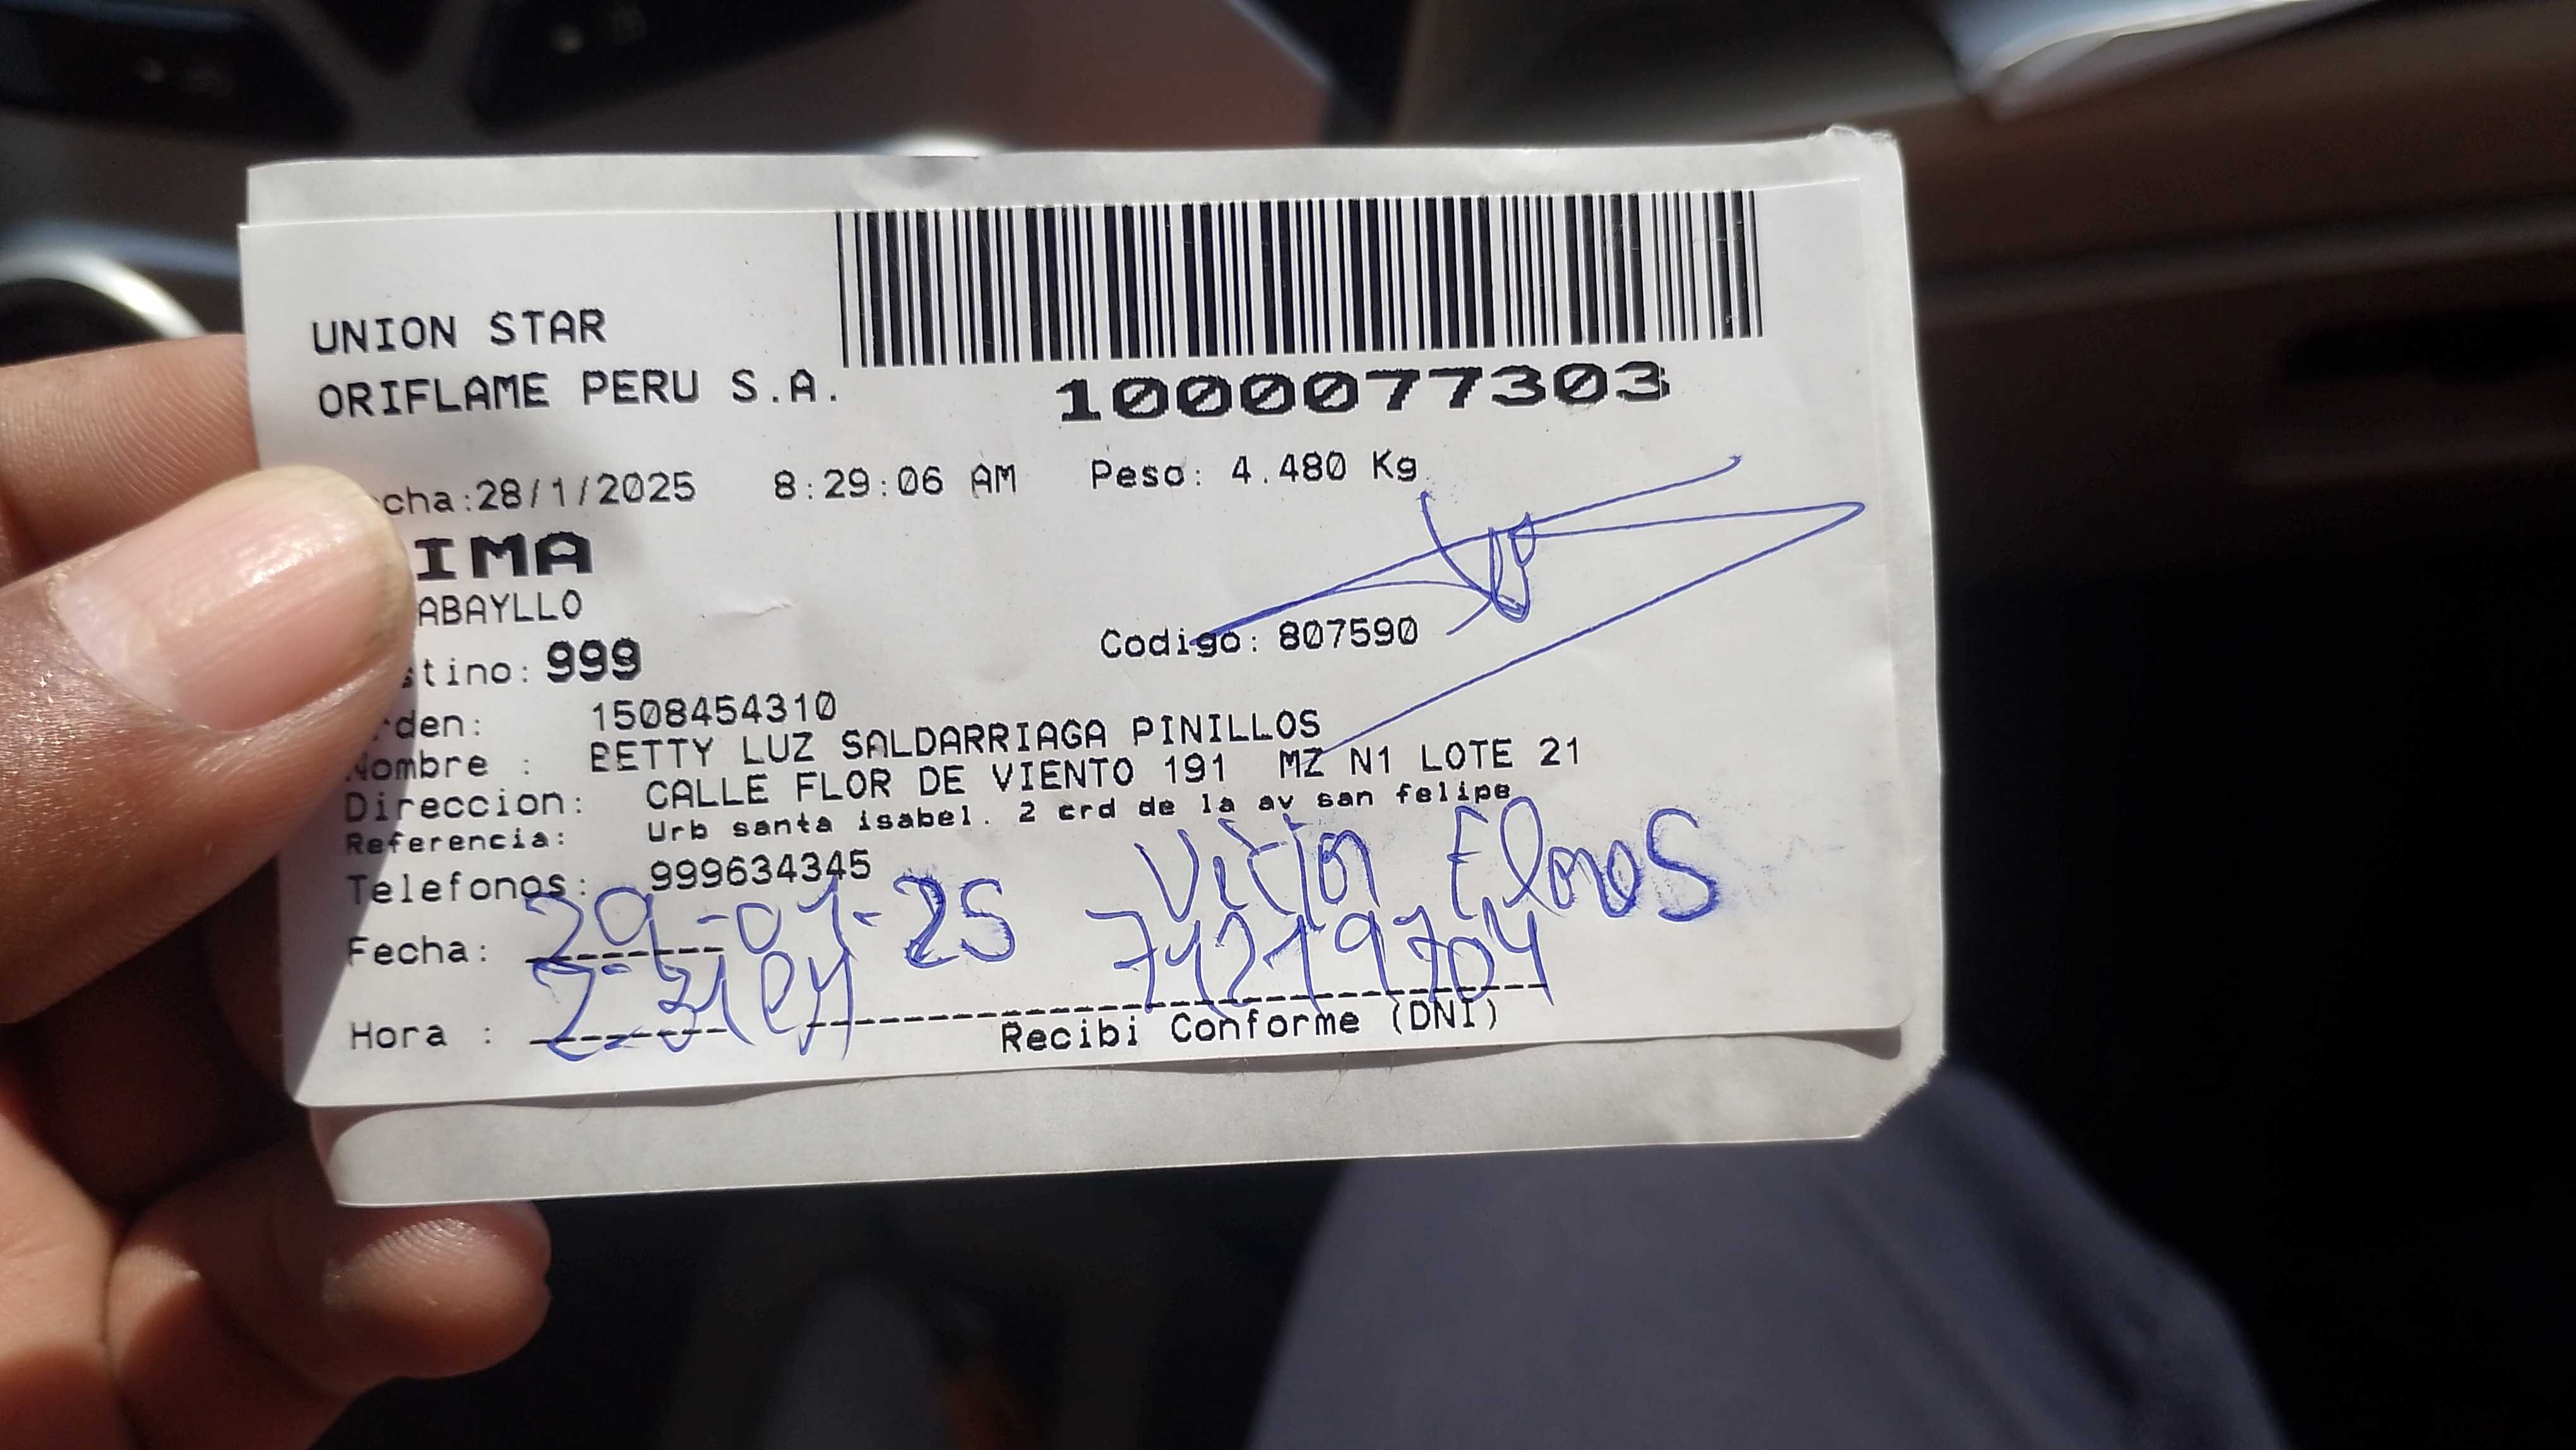 UNION STAR
ORIFLAME PERU S.A.
1000077303
cha:28/1/2025 8:29:06 AM Peso: 4.480 Kg
IMA
ABAYLLO
stino: 999 Codigo: 807590
rden: 1508454310
Nombre : BETTY LUZ SALDARRIAGA PINILLOS
Direccion: CALLE FLOR DE VIENTO 191 MZ N1 LOTE 21
Referencia: Urb santa isabel. 2 crd de la av san felipe
Telefonos: 999634345
Fecha: 29-01-25
Hora :
Recibi Conforme (DNI)